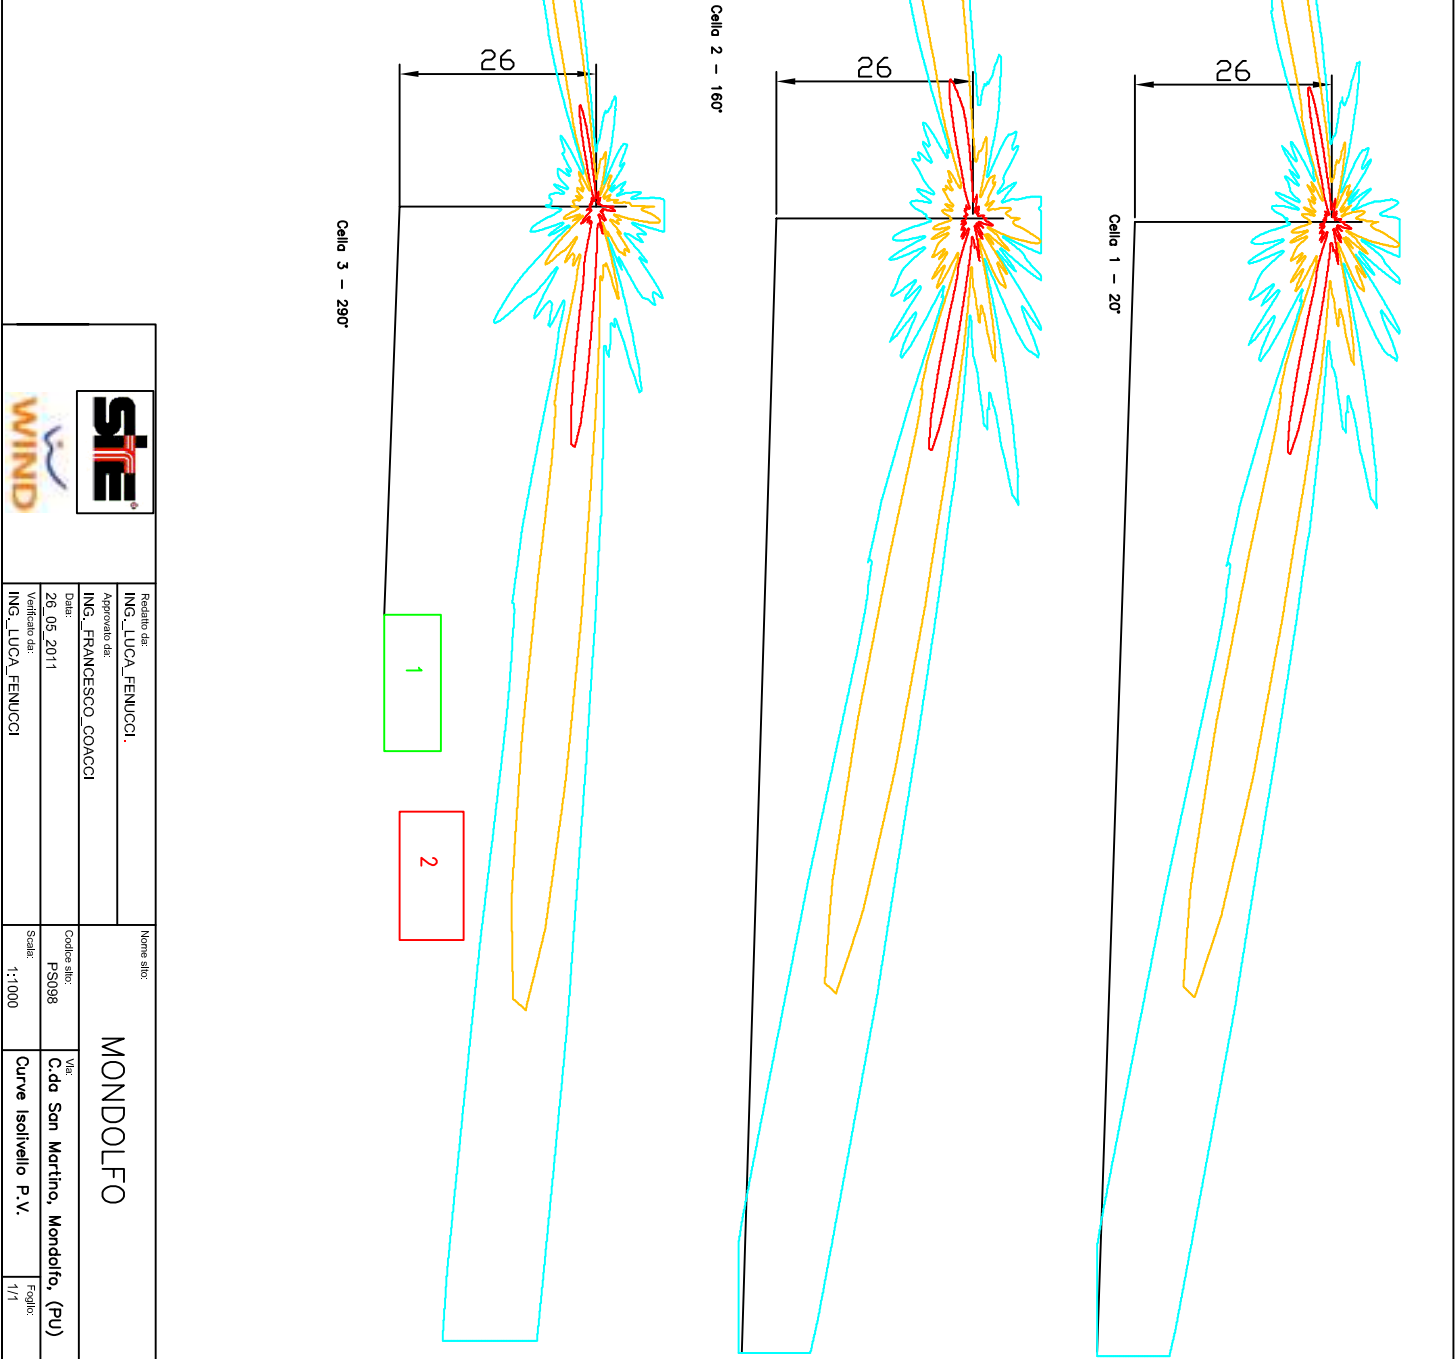 26
Cella 1 - 20°
26
Cella 2 - 160°
26
Cella 3 - 290°
1
2
SITE®
WIND
Redatto da:
ING._LUCA_FENUCCI.
Approvato da:
ING._FRANCESCO_COACCI
Data:
26_05_2011
Verificato da:
ING._LUCA_FENUCCI
Nome sito:
MONDOLFO
Codice sito:
PS098
Via:
C.da San Martino, Mondolfo, (PU)
Scala:
1:1000
Curve Isolivello P.V.
Foglio:
1/1